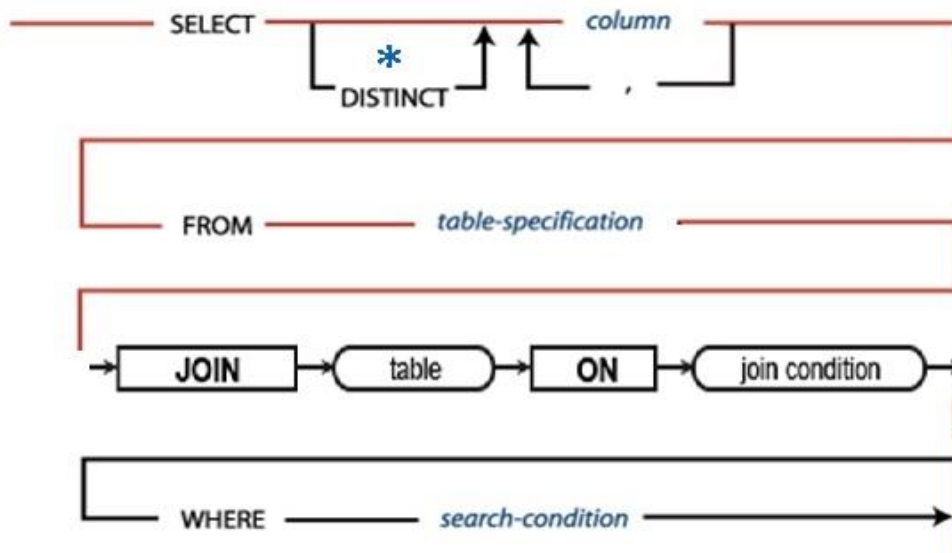 SELECT column
*
DISTINCT ,
FROM table-specification
JOIN table ON join condition
WHERE search-condition